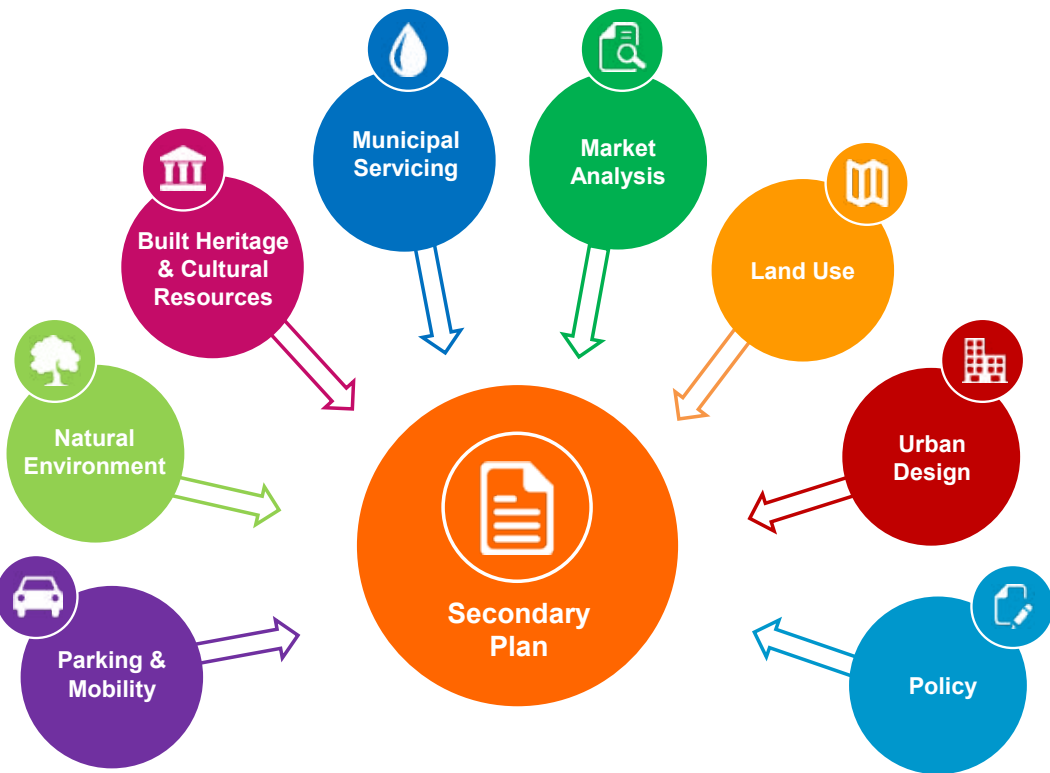 Municipal
Servicing
Market
Analysis
Built Heritage
& Cultural
Resources
Land Use
Natural
Environment
Urban
Design
Secondary
Plan
Parking &
Mobility
Policy